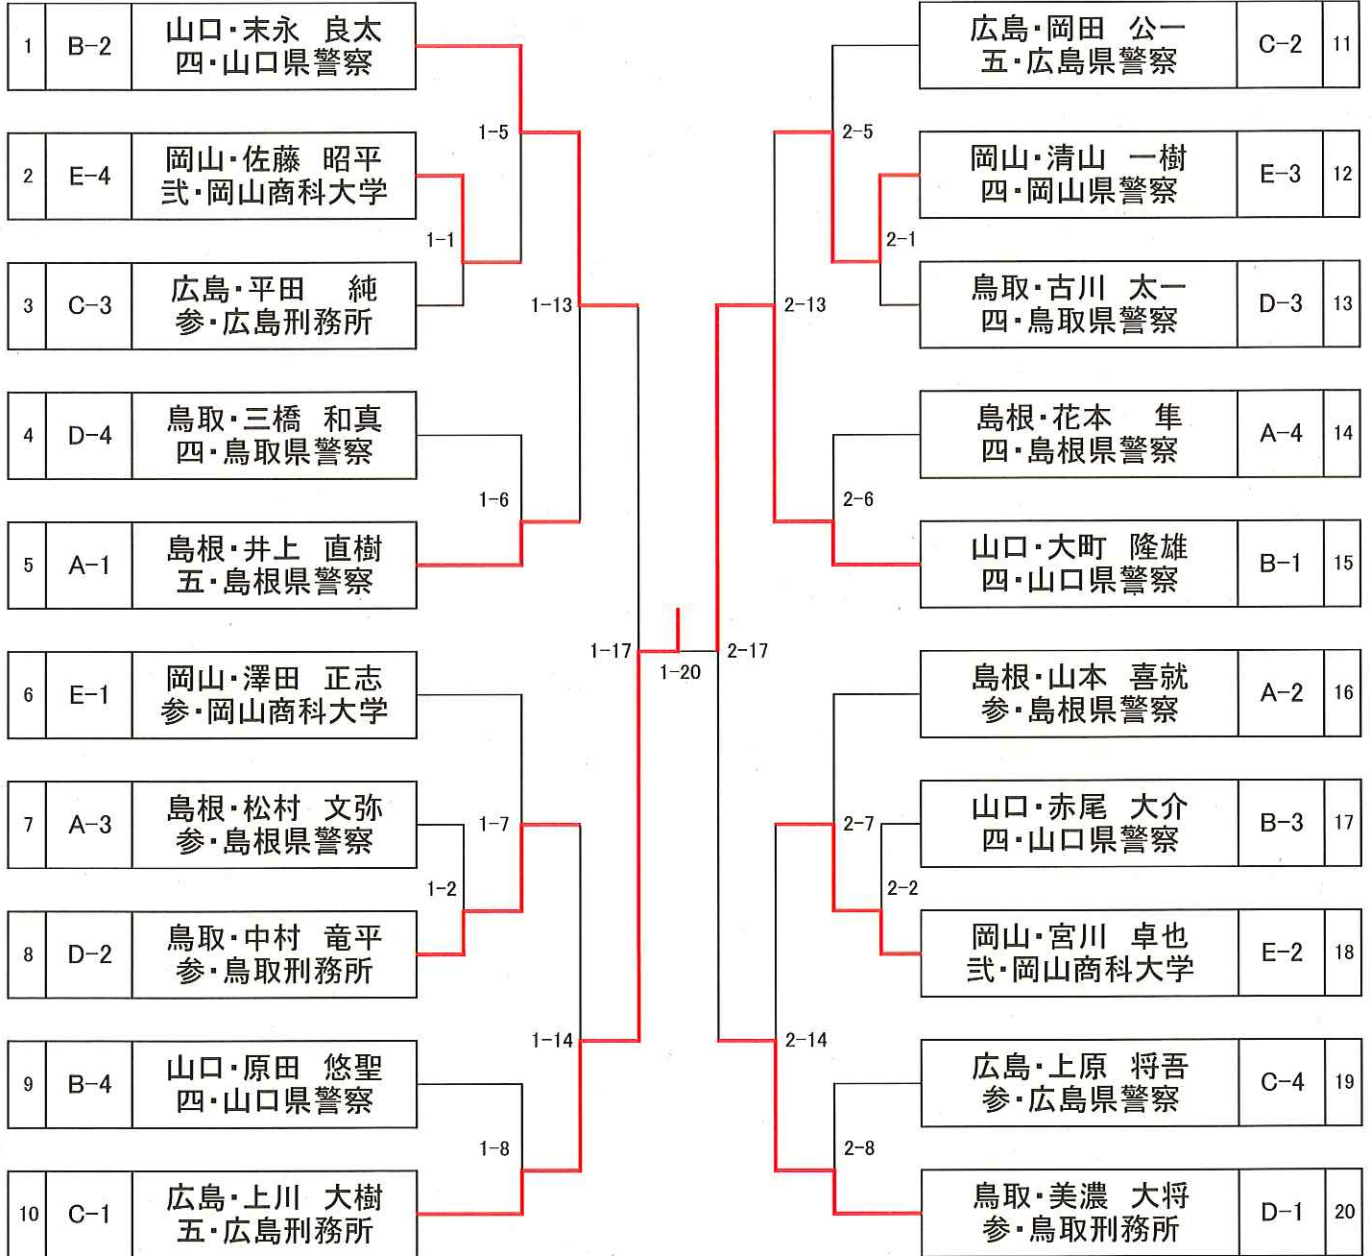 1 B-2 山口・末永 良太
四・山口県警察
2 E-4 岡山・佐藤 昭平
弐・岡山商科大学
3 C-3 広島・平田 純
参・広島刑務所
4 D-4 鳥取・三橋 和真
四・鳥取県警察
5 A-1 島根・井上 直樹
五・島根県警察
6 E-1 岡山・澤田 正志
参・岡山商科大学
7 A-3 島根・松村 文弥
参・島根県警察
8 D-2 鳥取・中村 竜平
参・鳥取刑務所
9 B-4 山口・原田 悠聖
四・山口県警察
10 C-1 広島・上川 大樹
五・広島刑務所
1-5
1-1
1-13
1-6
1-17
1-7
1-2
1-14
1-8
1-20
2-5
2-1
2-13
2-6
2-17
2-7
2-2
2-14
2-8
広島・岡田 公一 C-2 11
五・広島県警察
岡山・清山 一樹 E-3 12
四・岡山県警察
鳥取・古川 太一 D-3 13
四・鳥取県警察
島根・花本 隼 A-4 14
四・島根県警察
山口・大町 隆雄 B-1 15
四・山口県警察
島根・山本 喜就 A-2 16
参・島根県警察
山口・赤尾 大介 B-3 17
四・山口県警察
岡山・宮川 卓也 E-2 18
弐・岡山商科大学
広島・上原 将吾 C-4 19
参・広島県警察
鳥取・美濃 大将 D-1 20
参・鳥取刑務所